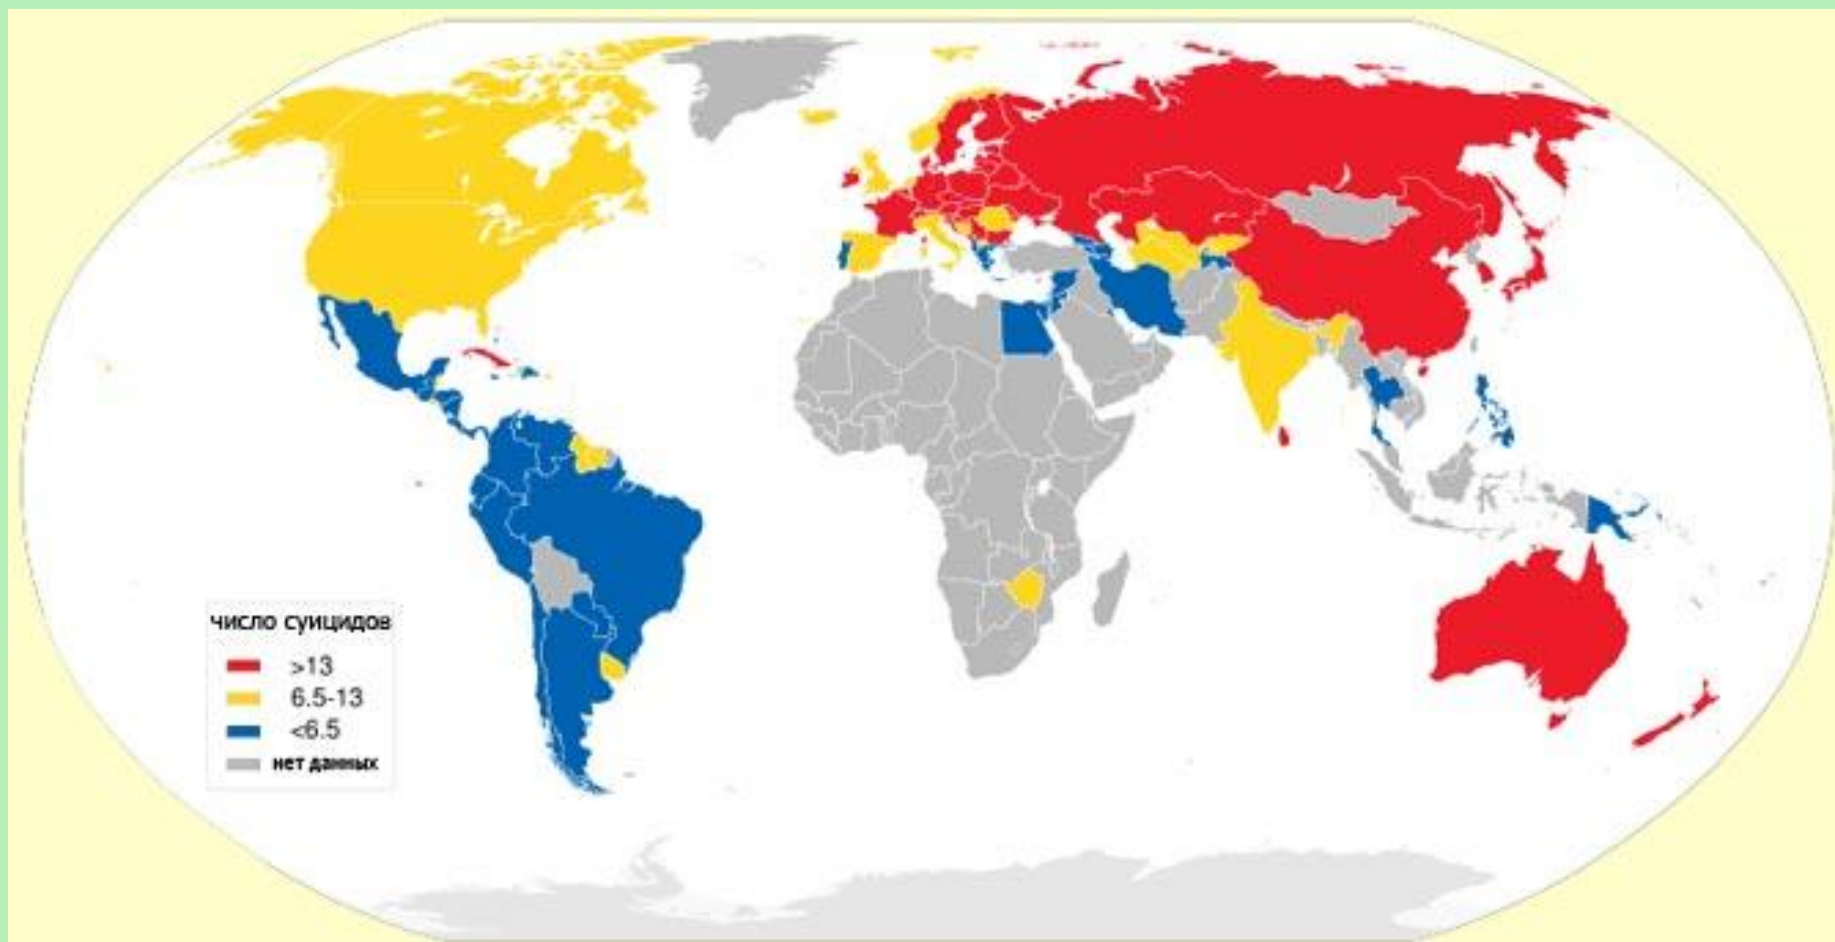 число суицидов
>13
6.5-13
<6.5
нет данных